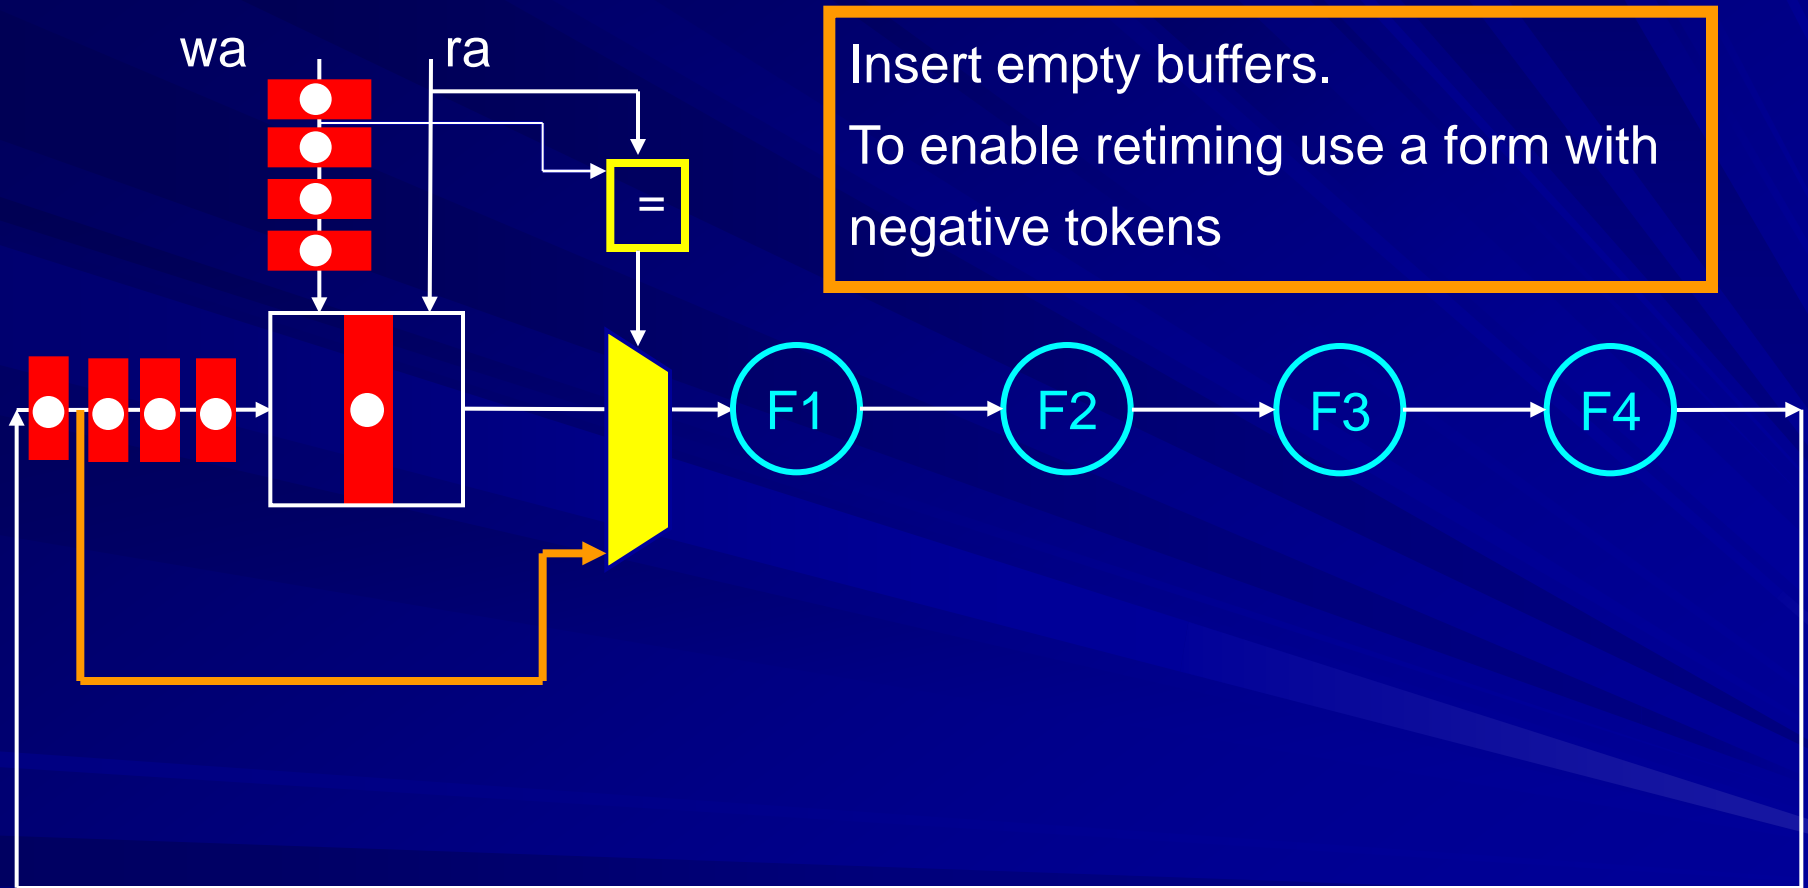 wa ra
Insert empty buffers.
To enable retiming use a form with
negative tokens
=
F1 F2 F3 F4